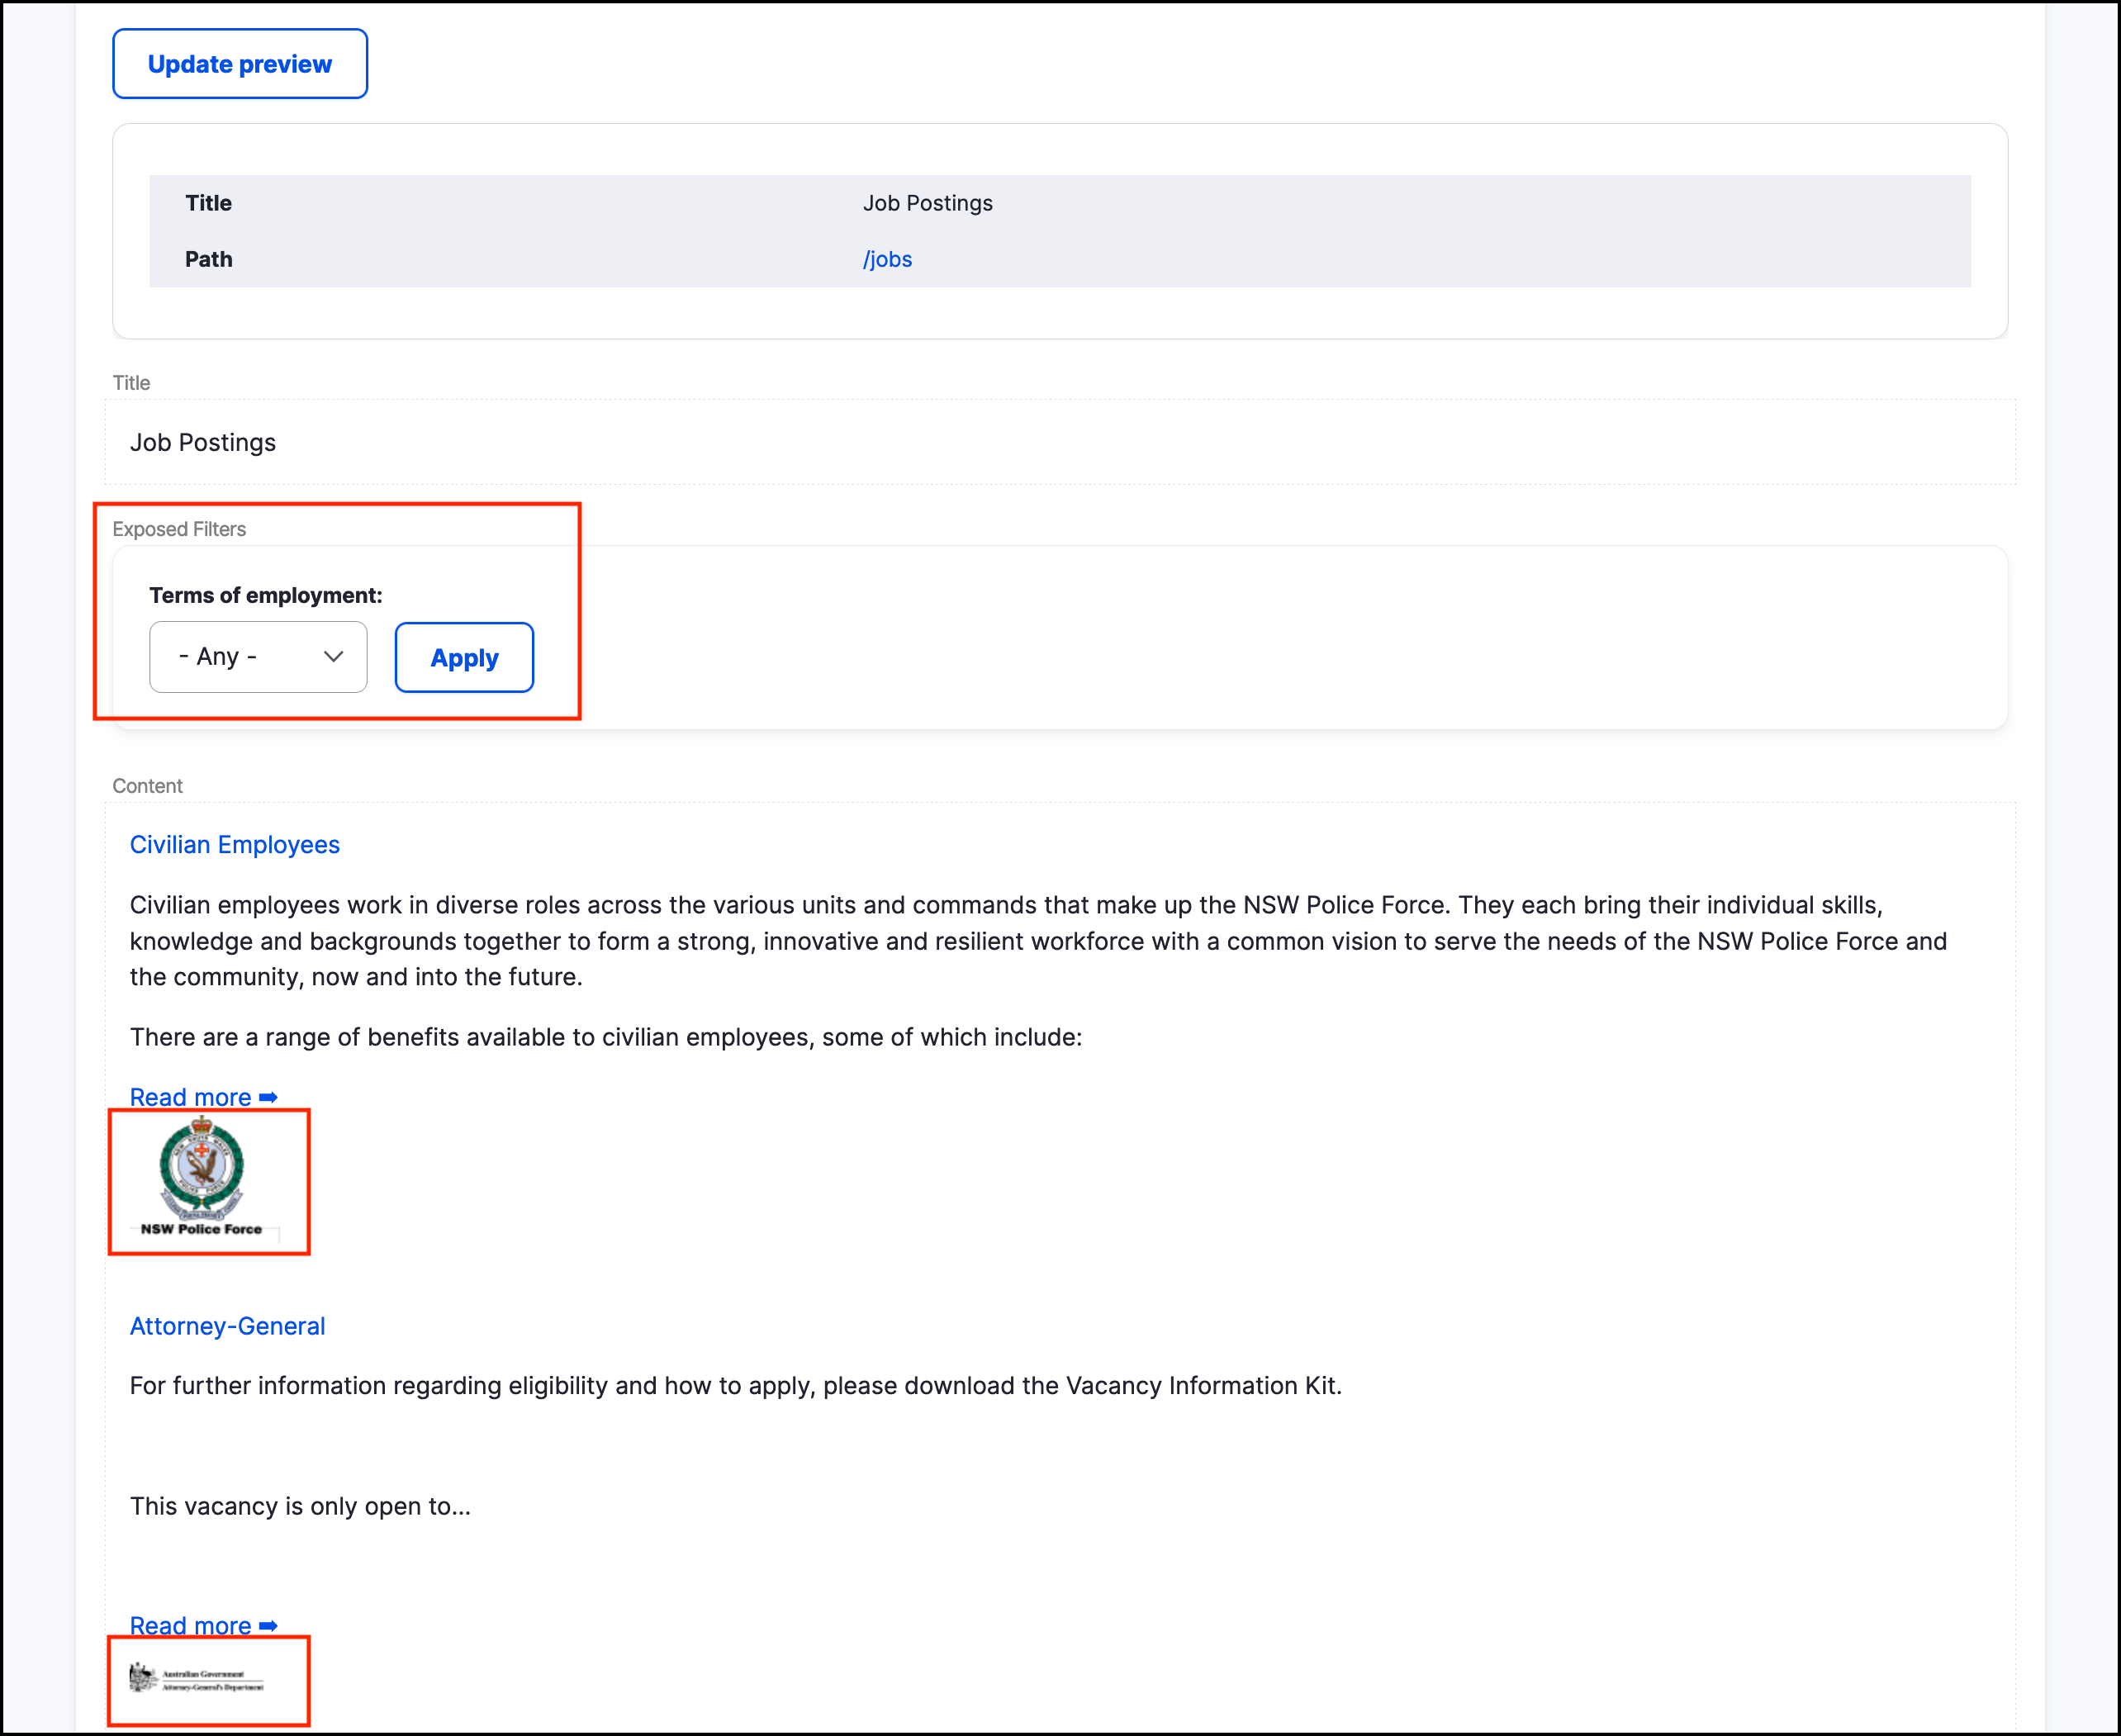 Update preview
Title Job Postings
Path /jobs
Title
Job Postings
Exposed Filters
Terms of employment:
- Any -
Apply
Content
Civilian Employees
Civilian employees work in diverse roles across the various units and commands that make up the NSW Police Force. They each bring their individual skills,
knowledge and backgrounds together to form a strong, innovative and resilient workforce with a common vision to serve the needs of the NSW Police Force and
the community, now and into the future.
There are a range of benefits available to civilian employees, some of which include:
Read more ➡
NSW Police Force
Attorney-General
For further information regarding eligibility and how to apply, please download the Vacancy Information Kit.
This vacancy is only open to...
Read more ➡
Australian Government
Attorney-General's Department